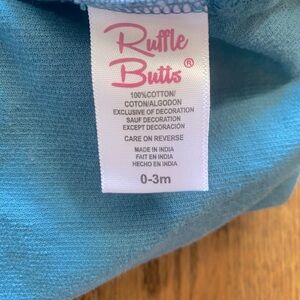 Ruffle
Butts®
100%COTTON/
COTON/ALGODON
EXCLUSIVE OF DECORATION
SAUF DECORATION
EXCEPT DECORACIÓN
CARE ON REVERSE
MADE IN INDIA
FAIT EN INDIA
HECHO EN INDIA
0-3m